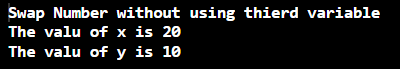 Swap Number without using thierd variable
The valu of x is 20
The valu of y is 10